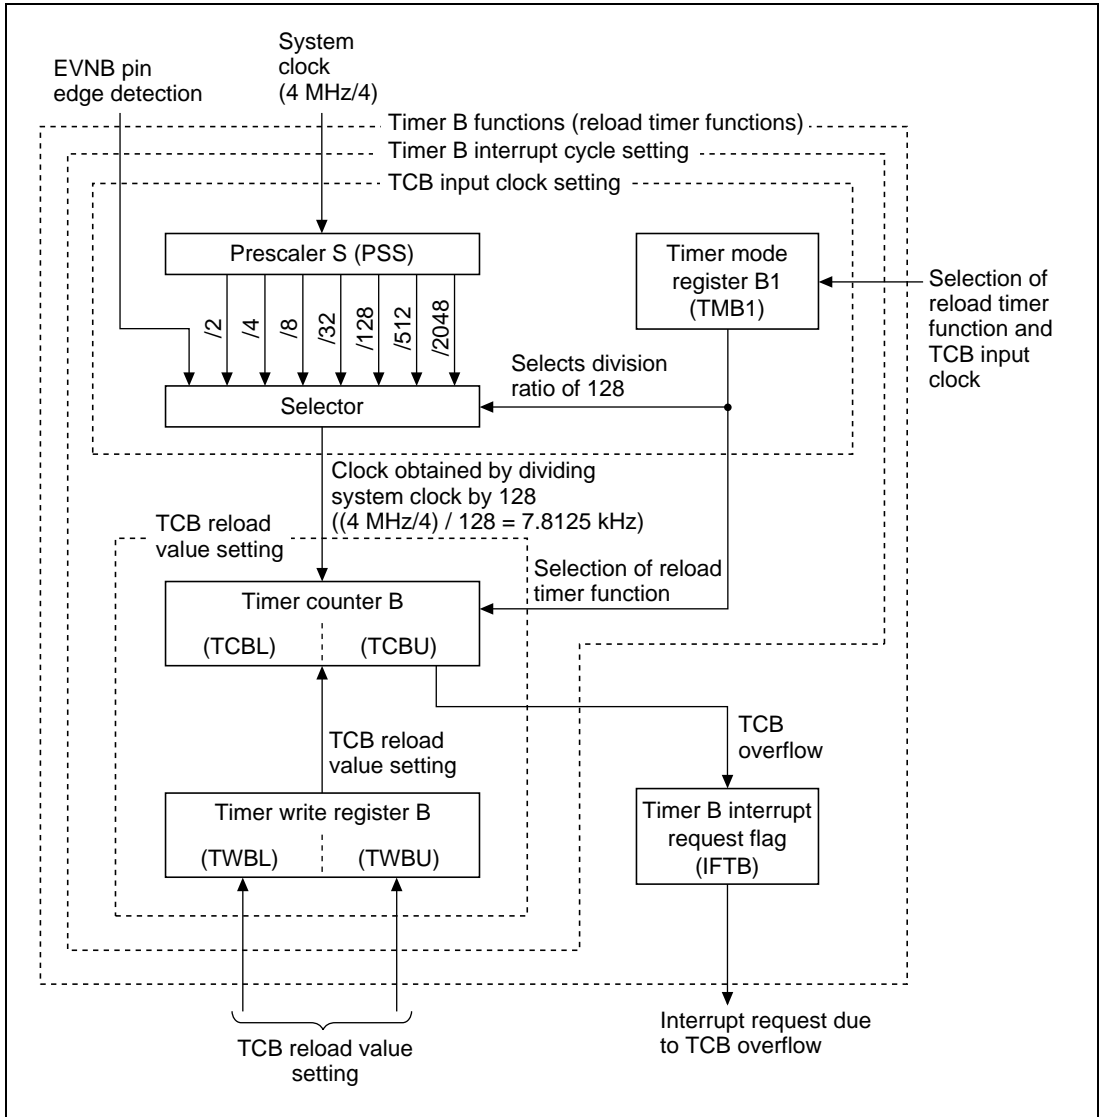 EVNB pin
edge detection
System
clock
(4 MHz/4)
Timer B functions (reload timer functions)
Timer B interrupt cycle setting
TCB input clock setting
Prescaler S (PSS)
/2
/4
/8
/32
/128
/512
/2048
Timer mode
register B1
(TMB1)
Selection of
reload timer
function and
TCB input
clock
Selects division
ratio of 128
Selector
Clock obtained by dividing
system clock by 128
((4 MHz/4) / 128 = 7.8125 kHz)
TCB reload
value setting
Selection of reload
timer function
Timer counter B
(TCBL)
(TCBU)
TCB reload
value setting
TCB
overflow
Timer write register B
(TWBL)
(TWBU)
Timer B interrupt
request flag
(IFTB)
TCB reload value
setting
Interrupt request due
to TCB overflow